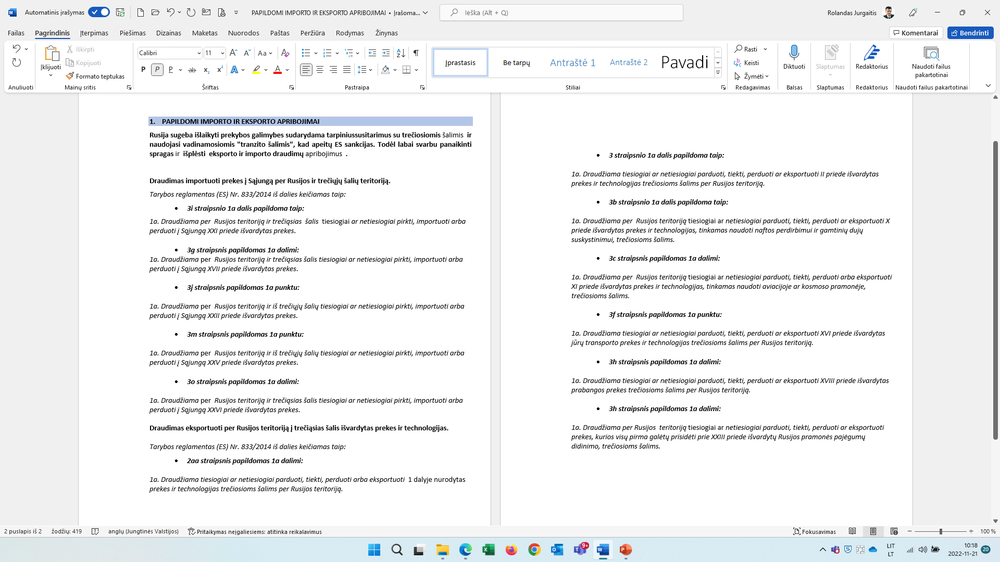 Automatinis įrašymas
PAPILDOMI IMPORTO IR EKSPORTO APRIBOJIMAI • Įrašoma...
Ieška (Alt + Q)
Rolandas Jurgaitis
Failas Pagrindinis Įterpimas Piešimas Dizainas Maketas Nuorodos Paštas Peržiūra Rodymas Žinynas
Komentarai Bendrinti
Įklijuoti
Iškirpti
Kopijuoti
Formato teptukas
Calibri 11
Įprastasis Be tarpų Antraštė 1 Antraštė 2 Pavadi
Rasti
Keisti
Žymėti
Diktuoti
Slaptumas
Redaktorius
Naudoti failus
pakartotinai
Anuliuoti Mainų sritis Šriftas Pastraipa Stiliai Redagavimas Balsas Slaptumas Redaktorius Naudoti failus pakartotinai
1. PAPILDOMI IMPORTO IR EKSPORTO APRIBOJIMAI
Rusija sugeba išlaikyti prekybos galimybes sudarydama tarpiniussusitarimus su trečiosiomis šalimis ir
naudojasi vadinamosiomis "tranzito šalimis", kad apeitų ES sankcijas. Todėl labai svarbu panaikinti
spragas ir išplėsti eksporto ir importo draudimų apribojimus .
Draudimas importuoti prekes į Sąjungą per Rusijos ir trečiųjų šalių teritoriją.
Tarybos reglamentas (ES) Nr. 833/2014 iš dalies keičiamas taip:
• 3i straipsnio 1a dalis papildoma taip:
1a. Draudžiama per Rusijos teritoriją ir trečiąsias šalis tiesiogiai ar netiesiogiai pirkti, importuoti arba
perduoti į Sąjungą XXI priede išvardytas prekes.
• 3g straipsnis papildomas 1a dalimi:
1a. Draudžiama per Rusijos teritoriją ir trečiąsias šalis tiesiogiai ar netiesiogiai pirkti, importuoti arba
perduoti į Sąjungą XVII priede išvardytas prekes.
• 3j straipsnis papildomas 1a punktu:
1a. Draudžiama per Rusijos teritoriją ir iš trečiųjų šalių tiesiogiai ar netiesiogiai pirkti, importuoti arba
perduoti į Sąjungą XXII priede išvardytas prekes.
• 3m straipsnis papildomas 1a punktu:
1a. Draudžiama per Rusijos teritoriją ir iš trečiųjų šalių tiesiogiai ar netiesiogiai pirkti, importuoti arba
perduoti į Sąjungą XXV priede išvardytas prekes.
• 3o straipsnis papildomas 1a dalimi:
1a. Draudžiama per Rusijos teritoriją ir trečiąsias šalis tiesiogiai ar netiesiogiai pirkti, importuoti arba
perduoti į Sąjungą XXVI priede išvardytas prekes.
Draudimas eksportuoti per Rusijos teritoriją į trečiąsias šalis išvardytas prekes ir technologijas.
Tarybos reglamentas (ES) Nr. 833/2014 iš dalies keičiamas taip:
• 2aa straipsnis papildomas 1a dalimi:
1a. Draudžiama tiesiogiai ar netiesiogiai parduoti, tiekti, perduoti arba eksportuoti 1 dalyje nurodytas
prekes ir technologijas trečiosioms šalims per Rusijos teritoriją.
• 3 straipsnio 1a dalis papildoma taip:
1a. Draudžiama tiesiogiai ar netiesiogiai parduoti, tiekti, perduoti ar eksportuoti II priede išvardytas
prekes ir technologijas trečiosioms šalims per Rusijos teritoriją.
• 3b straipsnio 1a dalis papildoma taip:
1a. Draudžiama per Rusijos teritoriją tiesiogiai ar netiesiogiai parduoti, tiekti, perduoti ar eksportuoti X
priede išvardytas prekes ir technologijas, tinkamas naudoti naftos perdirbimui ir gamtinių dujų
suskystinimui, trečiosioms šalims.
• 3c straipsnis papildomas 1a dalimi:
1a. Draudžiama per Rusijos teritoriją tiesiogiai ar netiesiogiai parduoti, tiekti, perduoti arba eksportuoti
XI priede išvardytas prekes ir technologijas, tinkamas naudoti aviacijoje ar kosmoso pramonėje,
trečiosioms šalims.
• 3f straipsnis papildomas 1a punktu:
1a. Draudžiama tiesiogiai ar netiesiogiai parduoti, tiekti, perduoti ar eksportuoti XVI priede išvardytas
jūrų transporto prekes ir technologijas trečiosioms šalims per Rusijos teritoriją.
• 3h straipsnis papildomas 1a dalimi:
1a. Draudžiama tiesiogiai ar netiesiogiai parduoti, tiekti, perduoti ar eksportuoti XVIII priede išvardytas
prabangos prekes trečiosioms šalims per Rusijos teritoriją.
• 3h straipsnis papildomas 1a dalimi:
1a. Draudžiama per Rusijos teritoriją tiesiogiai ar netiesiogiai parduoti, tiekti, perduoti ar eksportuoti
prekes, kurios visų pirma galėtų prisidėti prie XXIII priede išvardytų Rusijos pramonės pajėgumų
didinimo, trečiosioms šalims.
2 puslapis iš 2 žodžių: 419 anglų (Jungtinės Valstijos) Pritaikymas neįgaliesiems: atitinka reikalavimus
Fokusavimas 100 %
9+
LIT
LT
10:18
2022-11-21
20